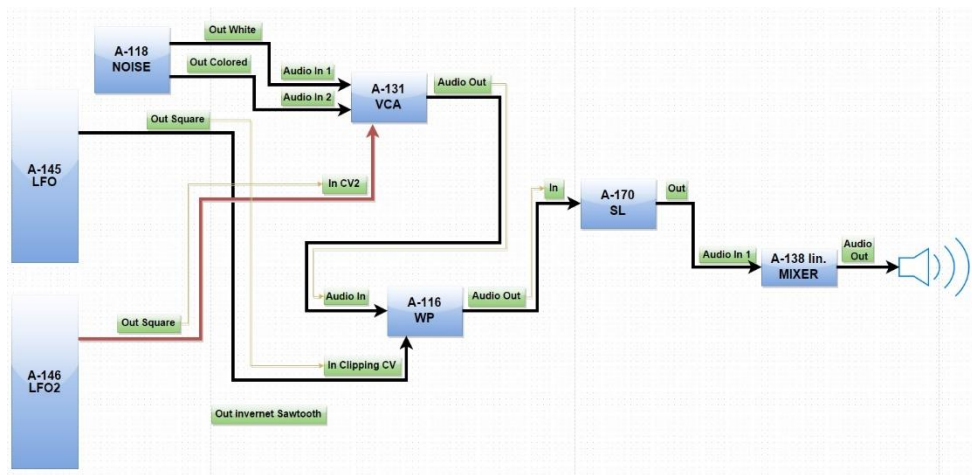 Out White
A-118
NOISE
Out Colored
Audio In 1
Audio In 2
A-131
VCA
Audio Out
Out Square
A-145
LFO
In CV2
In
A-170
SL
Out
Audio In 1
A-138 lin.
MIXER
Audio
Out
Audio In
A-116
WP
Audio Out
Out Square
In Clipping CV
A-146
LFO2
Out invernet Sawtooth